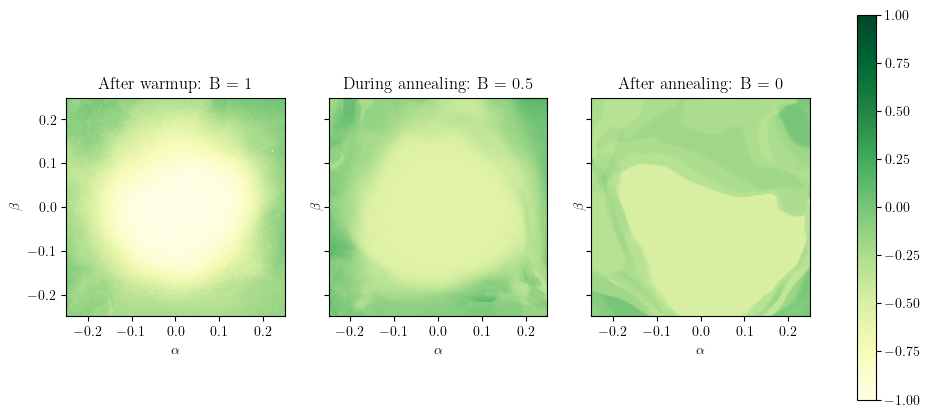 After warmup: B = 1
During annealing: B = 0.5
After annealing: B = 0
0.2
0.1
0.0
−0.1
−0.2
β
β
β
−0.2 −0.1 0.0 0.1 0.2
−0.2 −0.1 0.0 0.1 0.2
−0.2 −0.1 0.0 0.1 0.2
α
α
α
1.00
0.75
0.50
0.25
0.00
−0.25
−0.50
−0.75
−1.00